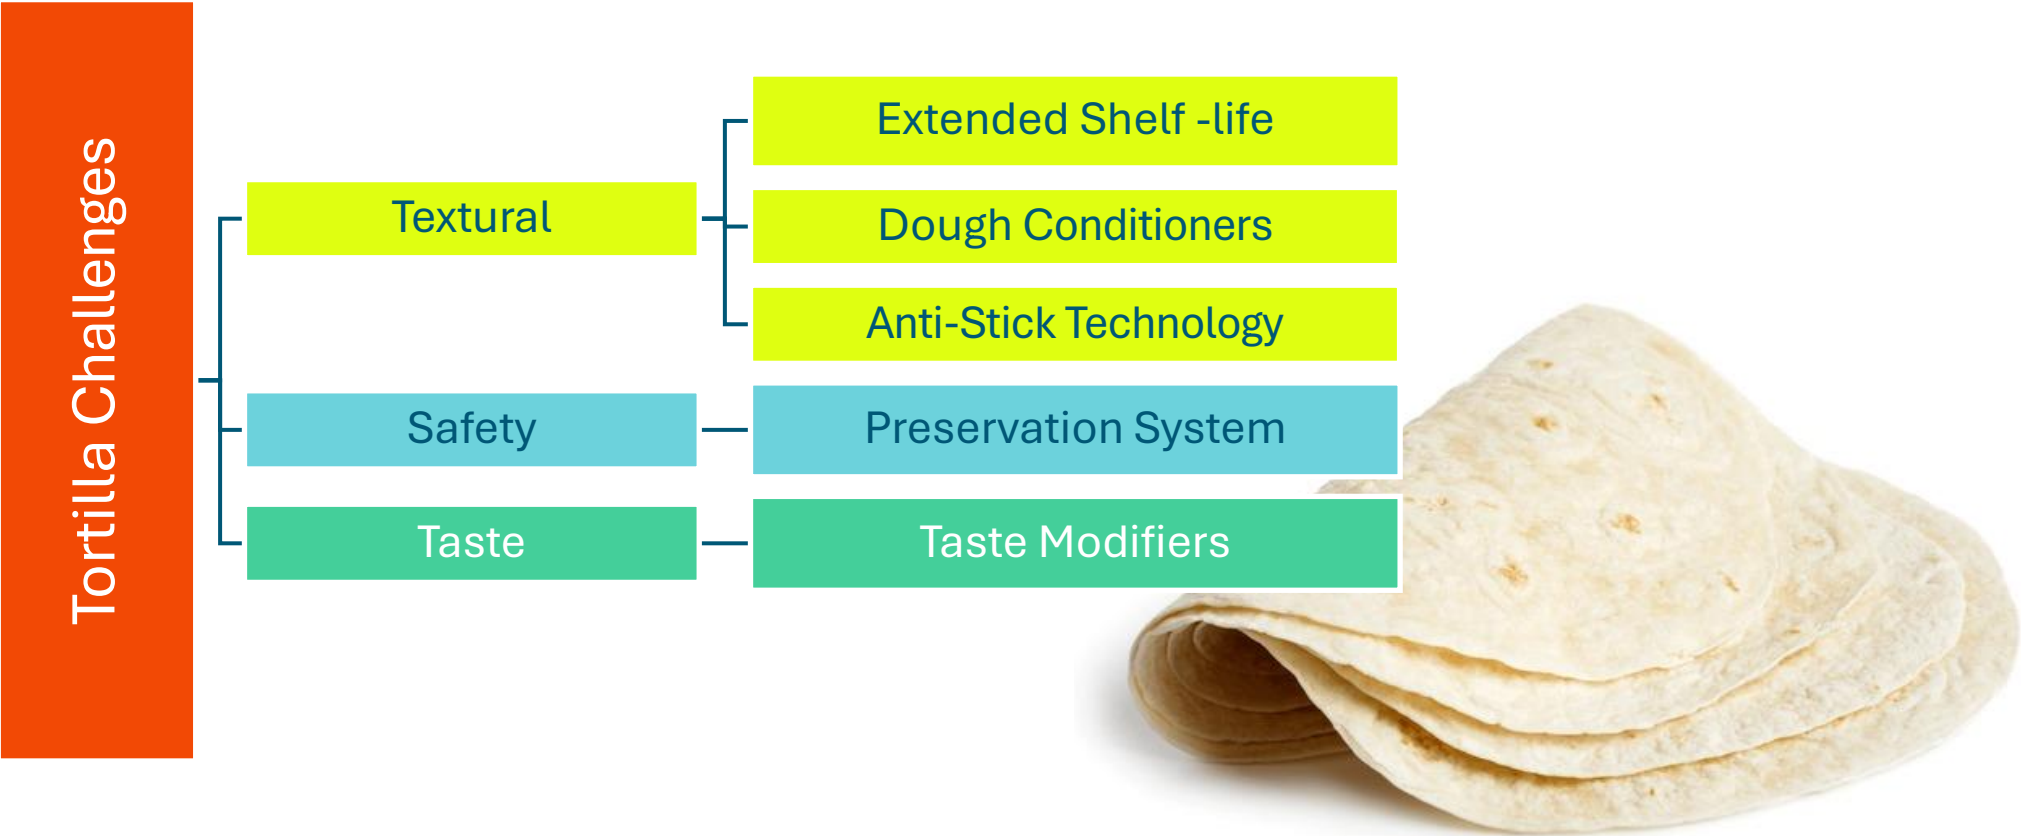 Tortilla Challenges
Textural
Extended Shelf -life
Dough Conditioners
Anti-Stick Technology
Safety
Preservation System
Taste
Taste Modifiers